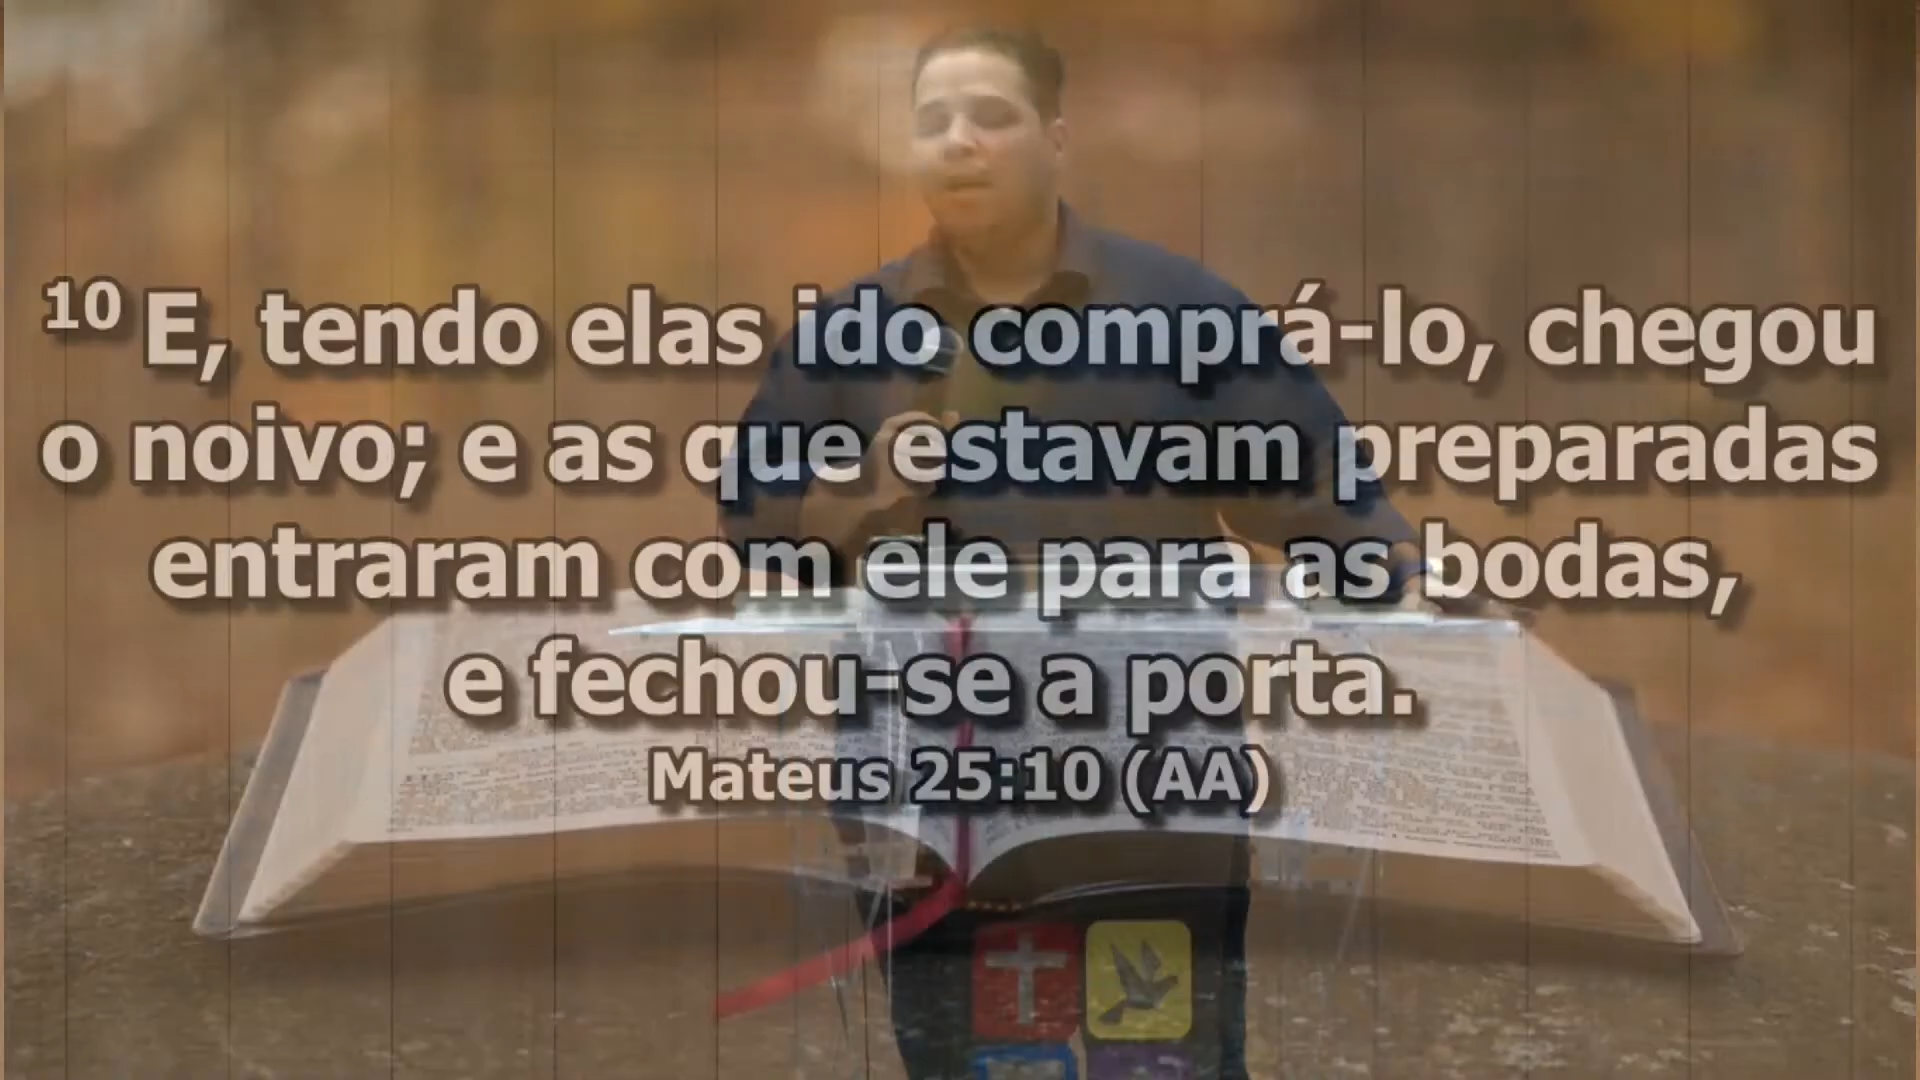 10 E, tendo elas ido comprá-lo, chegou
o noivo; e as que estavam preparadas
entraram com ele para as bodas,
e fechou-se a porta.
Mateus 25:10 (AA)